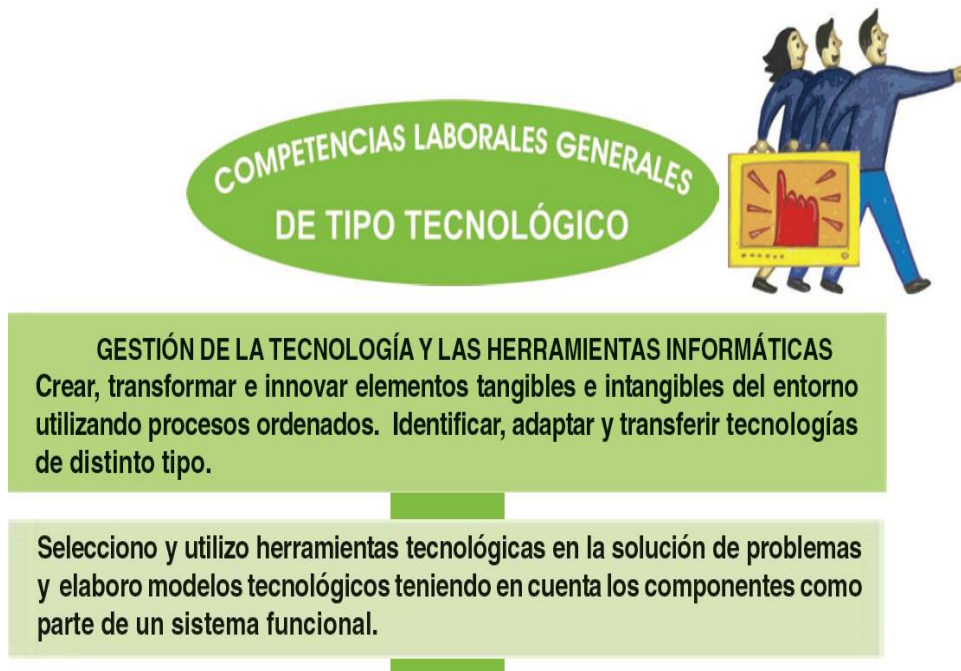 COMPETENCIAS LABORALES GENERALES
DE TIPO TECNOLÓGICO
GESTIÓN DE LA TECNOLOGÍA Y LAS HERRAMIENTAS INFORMÁTICAS
Crear, transformar e innovar elementos tangibles e intangibles del entorno
utilizando procesos ordenados. Identificar, adaptar y transferir tecnologías
de distinto tipo.
Selecciono y utilizo herramientas tecnológicas en la solución de problemas
y elaboro modelos tecnológicos teniendo en cuenta los componentes como
parte de un sistema funcional.